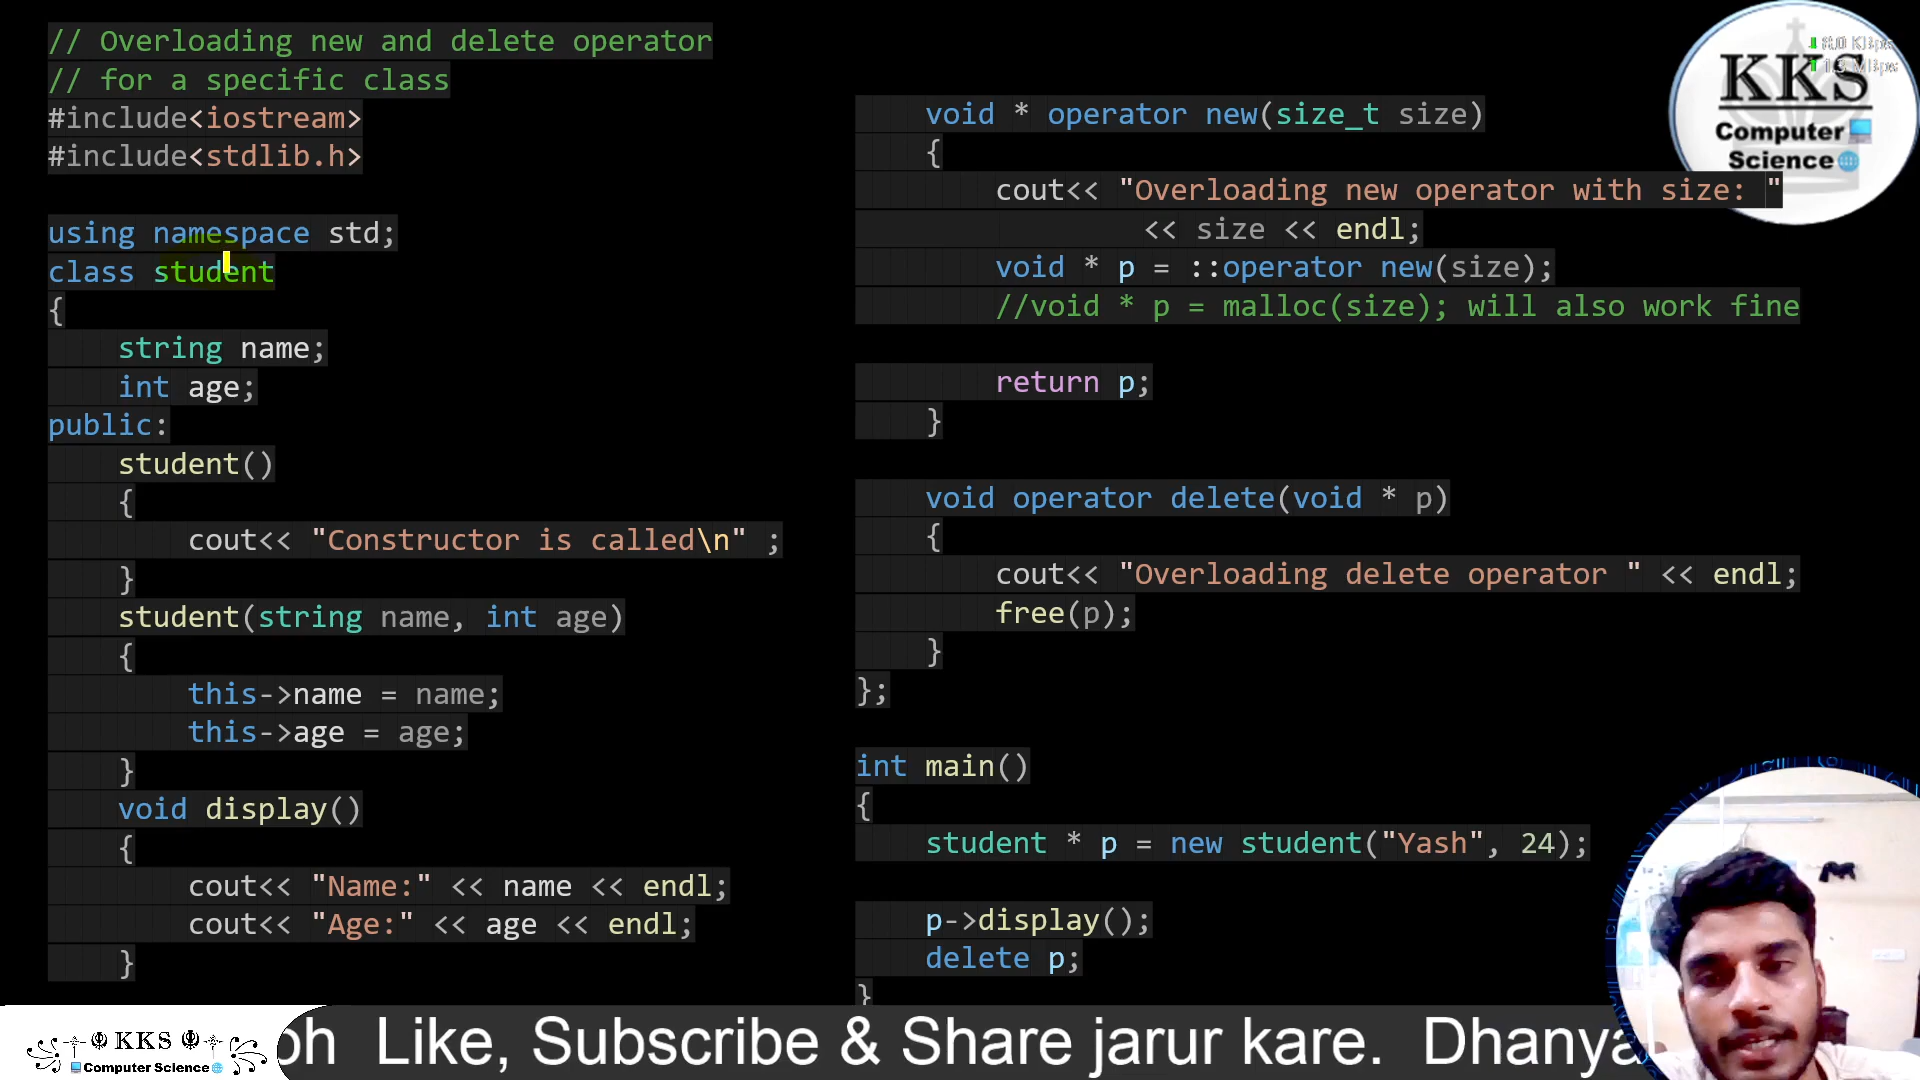 // Overloading new and delete operator
// for a specific class
#include<iostream>
#include<stdlib.h>
using namespace std;
class student
{
string name;
int age;
public:
student()
{
cout<< "Constructor is called\n" ;
}
student(string name, int age)
{
this->name = name;
this->age = age;
}
void display()
{
cout<< "Name:" << name << endl;
cout<< "Age:" << age << endl;
}
void * operator new(size_t size)
{
cout<< "Overloading new operator with size: "
<< size << endl;
void * p = ::operator new(size);
//void * p = malloc(size); will also work fine
return p;
}
void operator delete(void * p)
{
cout<< "Overloading delete operator " << endl;
free(p);
}
};
int main()
{
student * p = new student("Yash", 24);
p->display();
delete p;
}
KKS
Computer
Science
KKS
Computer Science
oh Like, Subscribe & Share jarur kare. Dhanya